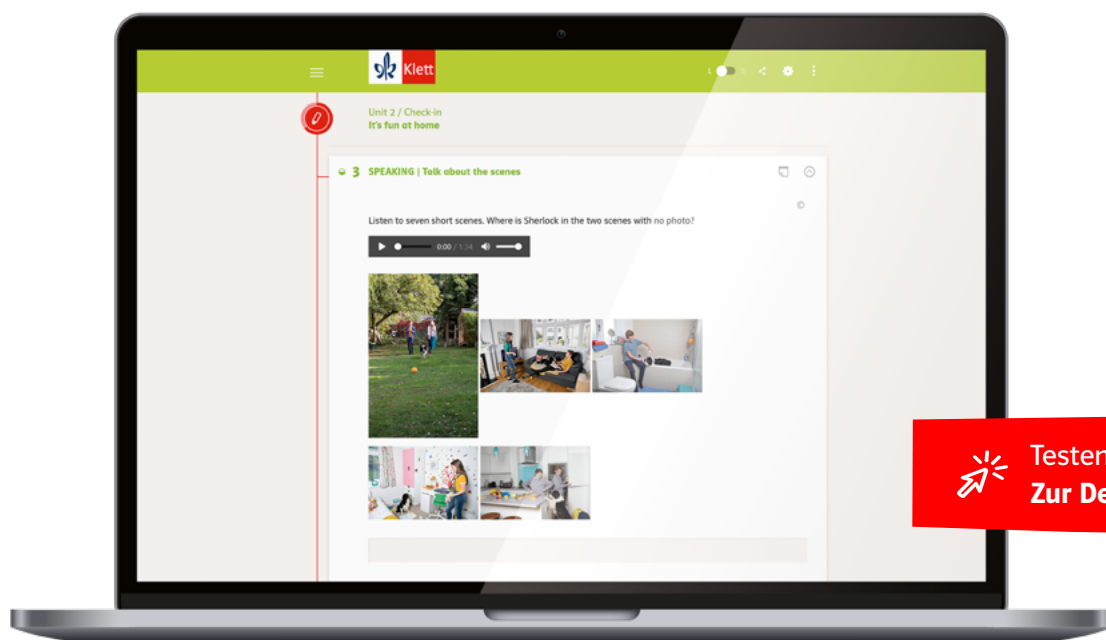 Klett
L
Unit 2 / Check-in
It's fun at home
3 SPEAKING | Talk about the scenes
©
Listen to seven short scenes. Where is Sherlock in the two scenes with no photo?
0:00 / 1:34
Testen
Zur De